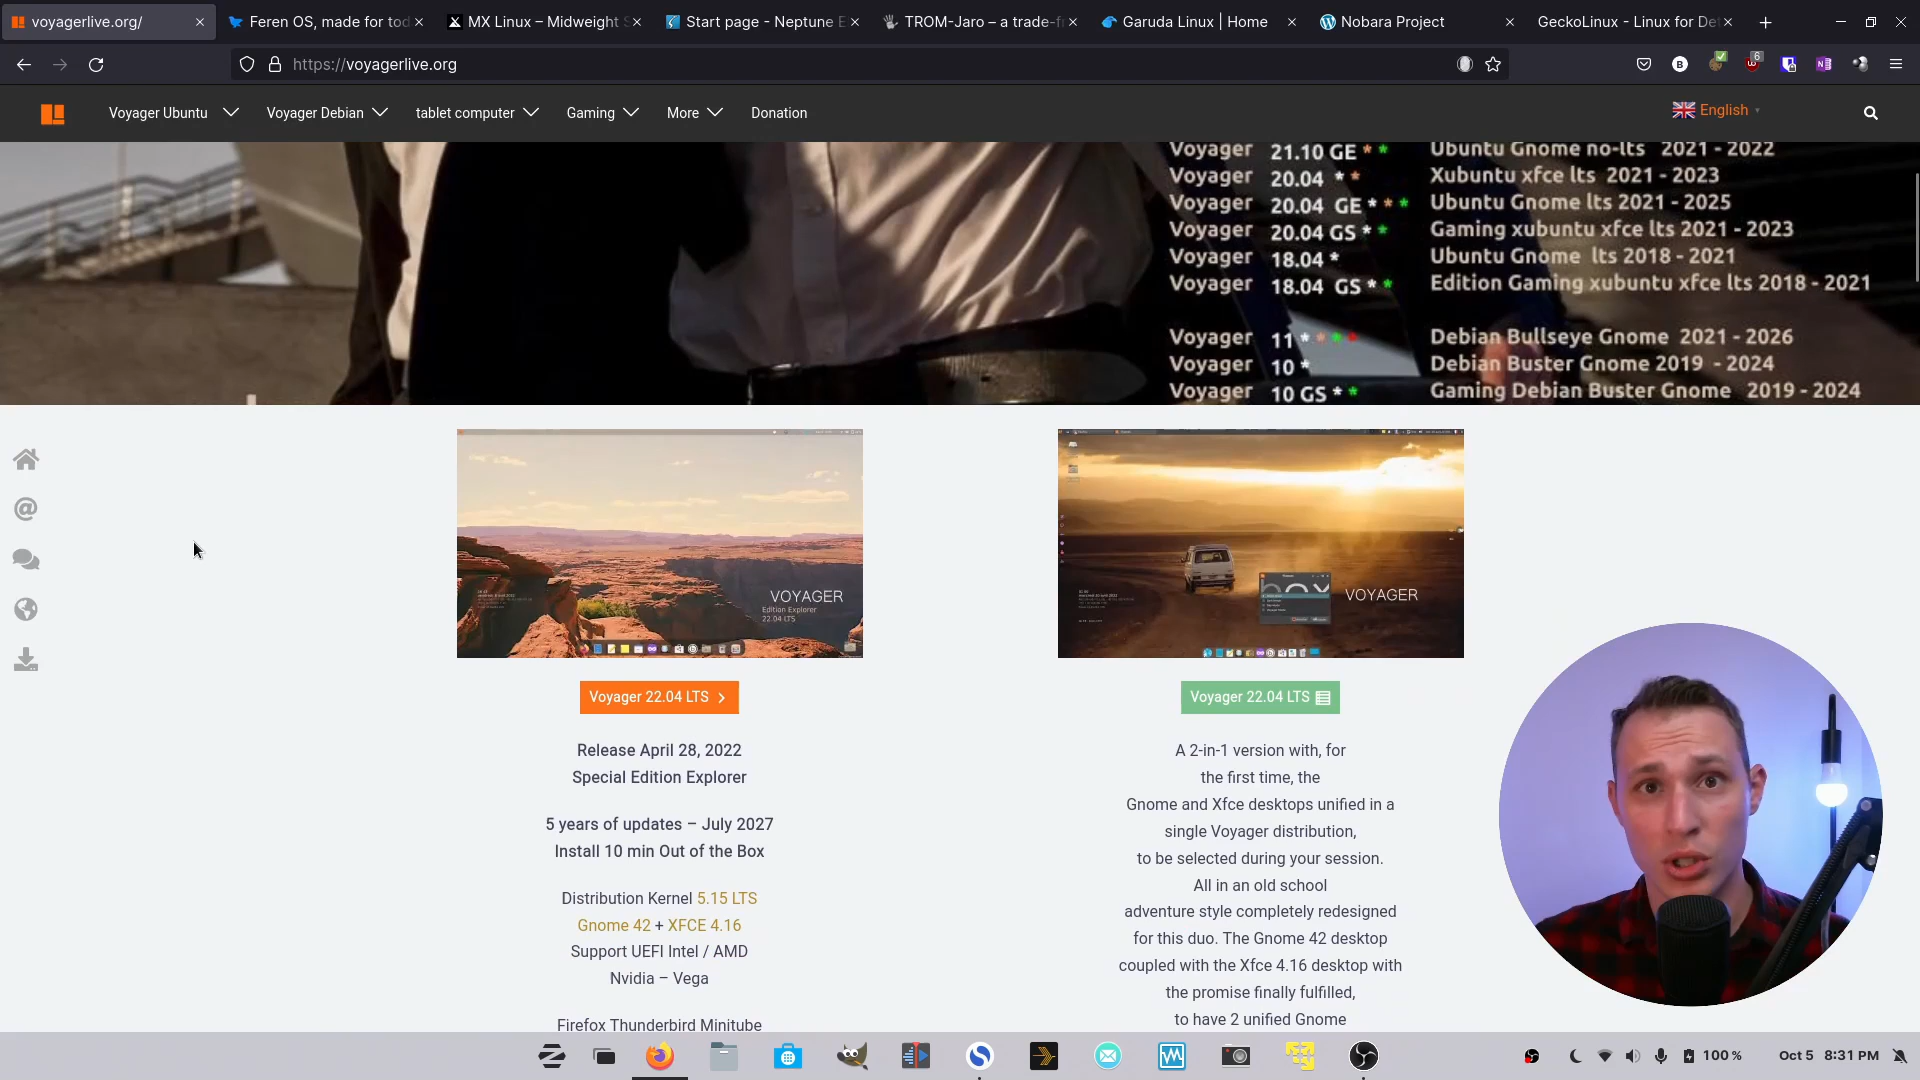 voyagerlive.org/
Feren OS, made for tod
MX Linux – Midweight S
Start page - Neptune E
TROM-Jaro – a trade-f
Garuda Linux | Home
Nobara Project
GeckoLinux - Linux for Det
https://voyagerlive.org
6
Voyager Ubuntu
Voyager Debian
tablet computer
Gaming
More
Donation
English
Voyager 21.10 GE * * Ubuntu Gnome no-lts 2021 - 2022
Voyager 20.04 * * Xubuntu xfce lts 2021 - 2023
Voyager 20.04 GE * * * Ubuntu Gnome lts 2021 - 2025
Voyager 20.04 GS * * Gaming xubuntu xfce lts 2021 - 2023
Voyager 18.04 * Ubuntu Gnome lts 2018 - 2021
Voyager 18.04 GS * * Edition Gaming xubuntu xfce lts 2018 - 2021
Voyager 11 * * * * Debian Bullseye Gnome 2021 - 2026
Voyager 10 * Debian Buster Gnome 2019 - 2024
Voyager 10 GS * * Gaming Debian Buster Gnome 2019 - 2024
VOYAGER
Edition Explorer
22.04 LTS
VOYAGER
Voyager 22.04 LTS
Release April 28, 2022
Special Edition Explorer
5 years of updates – July 2027
Install 10 min Out of the Box
Distribution Kernel 5.15 LTS
Gnome 42 + XFCE 4.16
Support UEFI Intel / AMD
Nvidia – Vega
Firefox Thunderbird Minitube
Voyager 22.04 LTS
A 2-in-1 version with, for
the first time, the
Gnome and Xfce desktops unified in a
single Voyager distribution,
to be selected during your session.
All in an old school
adventure style completely redesigned
for this duo. The Gnome 42 desktop
coupled with the Xfce 4.16 desktop with
the promise finally fulfilled,
to have 2 unified Gnome
100 %
Oct 5 8:31 PM